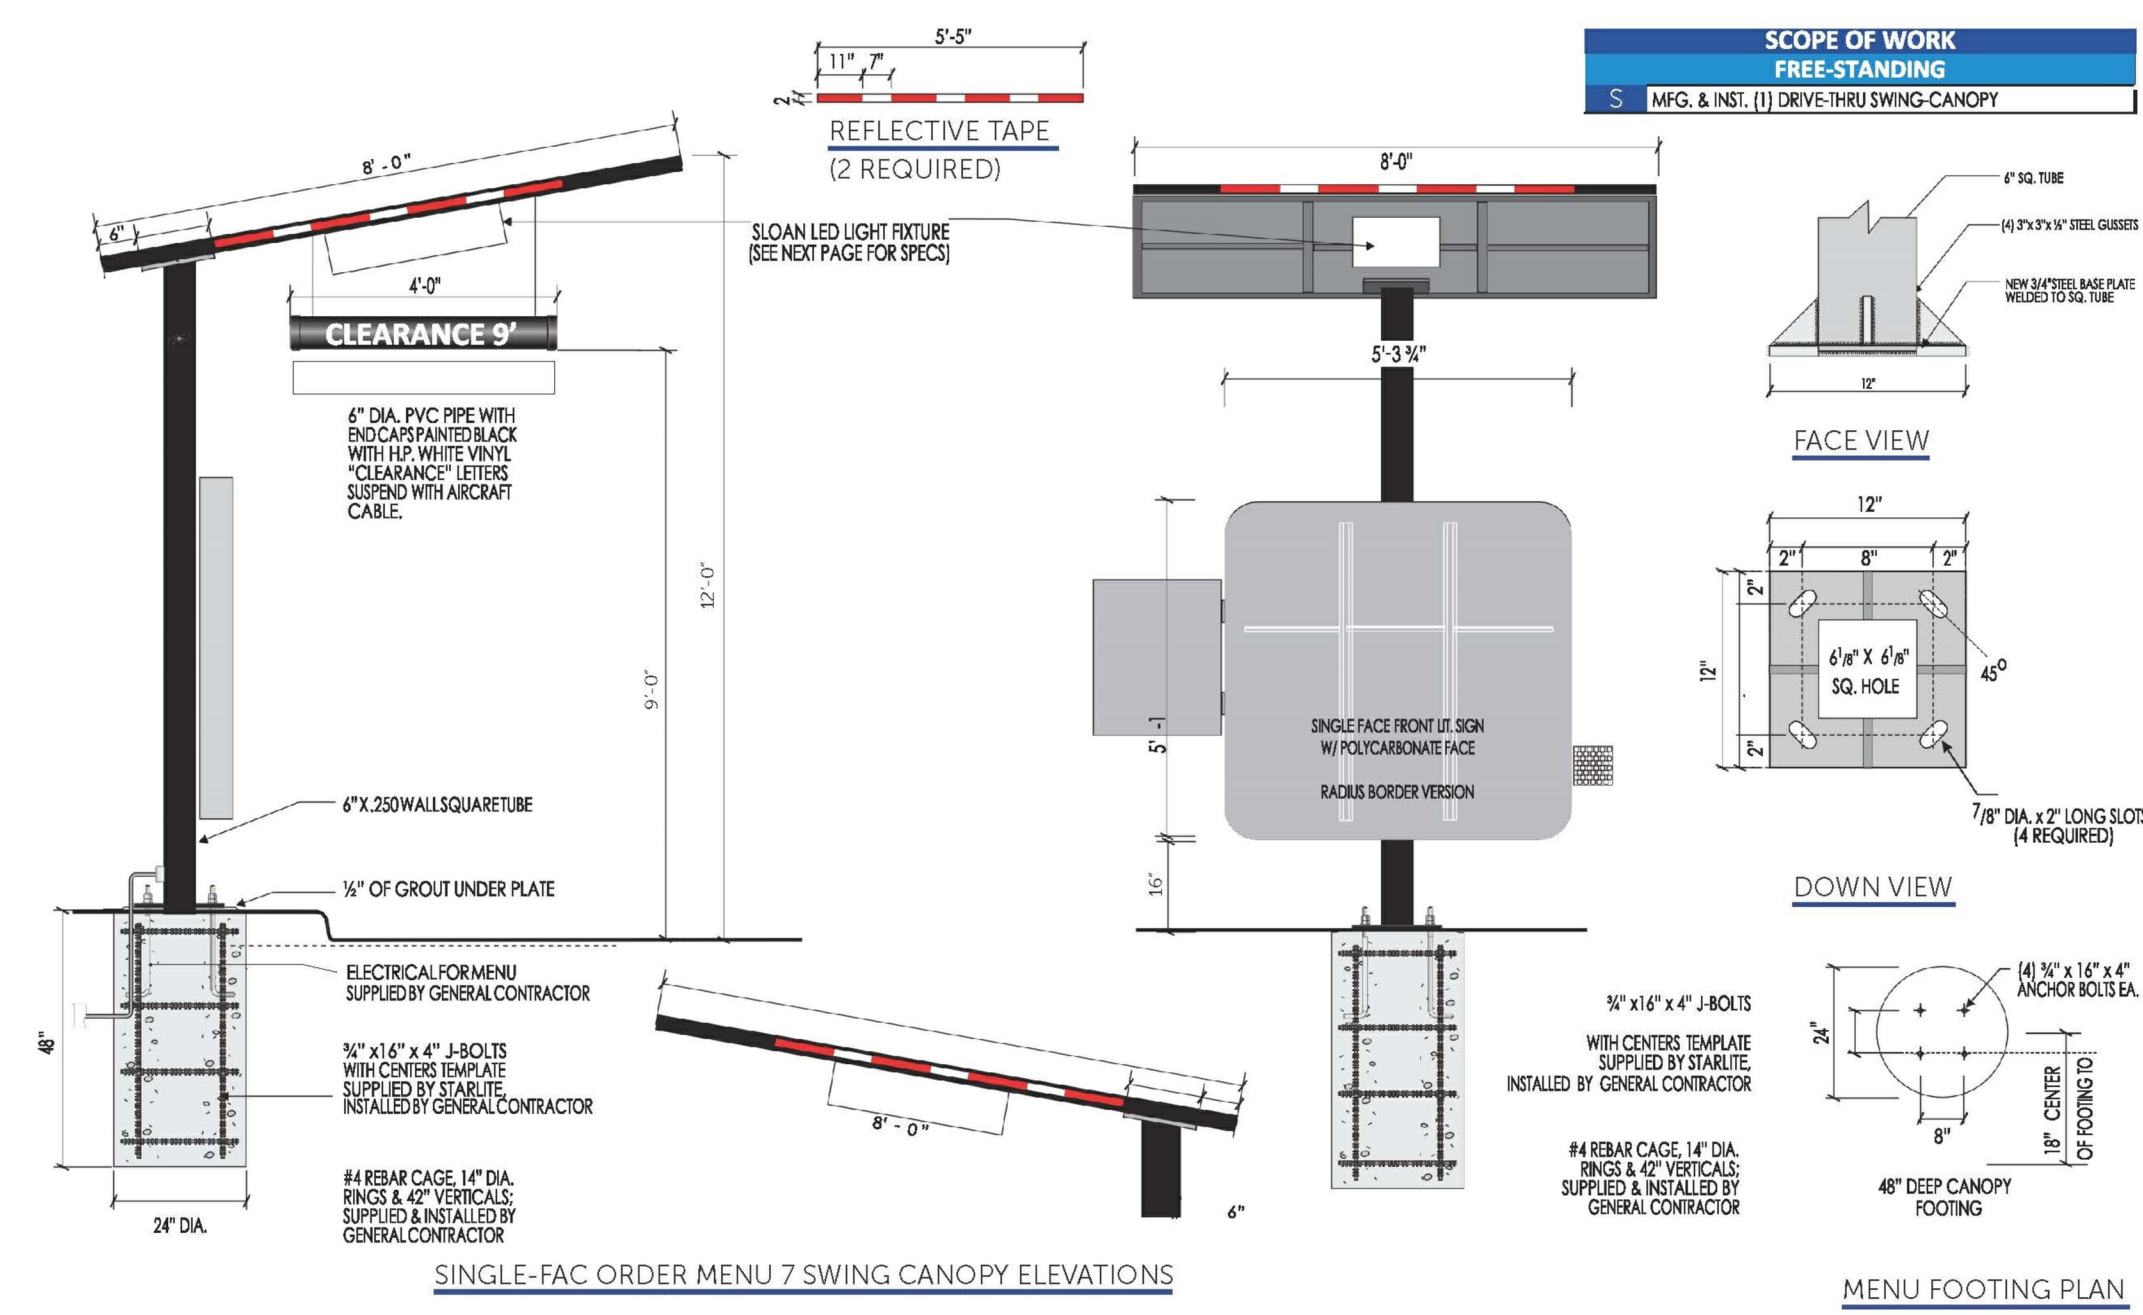 5'-5"
11" 7"
2
REFLECTIVE TAPE
(2 REQUIRED)
SCOPE OF WORK
FREE-STANDING
S MFG. & INST. (1) DRIVE-THRU SWING-CANOPY
8' - 0"
6"
4'-0"
CLEARANCE 9'
6" DIA. PVC PIPE WITH
END CAPS PAINTED BLACK
WITH H.P. WHITE VINYL
"CLEARANCE" LETTERS
SUSPEND WITH AIRCRAFT
CABLE.
SLOAN LED LIGHT FIXTURE
(SEE NEXT PAGE FOR SPECS)
12'-0"
9'-0"
6" X .250 WALL SQUARE TUBE
½" OF GROUT UNDER PLATE
ELECTRICAL FOR MENU
SUPPLIED BY GENERAL CONTRACTOR
48"
¾" x16" x 4" J-BOLTS
WITH CENTERS TEMPLATE
SUPPLIED BY STARLITE,
INSTALLED BY GENERAL CONTRACTOR
#4 REBAR CAGE, 14" DIA.
RINGS & 42" VERTICALS;
SUPPLIED & INSTALLED BY
GENERAL CONTRACTOR
24" DIA.
8' - 0"
6"
SINGLE-FAC ORDER MENU 7 SWING CANOPY ELEVATIONS
8'-0"
5'-3 ¾"
5' -1
SINGLE FACE FRONT LIT. SIGN
W/ POLYCARBONATE FACE
RADIUS BORDER VERSION
16"
¾" x16" x 4" J-BOLTS
WITH CENTERS TEMPLATE
SUPPLIED BY STARLITE,
INSTALLED BY GENERAL CONTRACTOR
#4 REBAR CAGE, 14" DIA.
RINGS & 42" VERTICALS;
SUPPLIED & INSTALLED BY
GENERAL CONTRACTOR
6" SQ. TUBE
(4) 3"x 3"x ½" STEEL GUSSETS
NEW 3/4"STEEL BASE PLATE
WELDED TO SQ. TUBE
12"
FACE VIEW
12"
2" 8" 2"
2"
12"
6 1/8" X 6 1/8"
SQ. HOLE
45°
2"
7/8" DIA. x 2" LONG SLOTS
(4 REQUIRED)
DOWN VIEW
(4) ¾" x 16" x 4"
ANCHOR BOLTS EA.
24"
8"
18" CENTER
OF FOOTING TO
48" DEEP CANOPY
FOOTING
MENU FOOTING PLAN